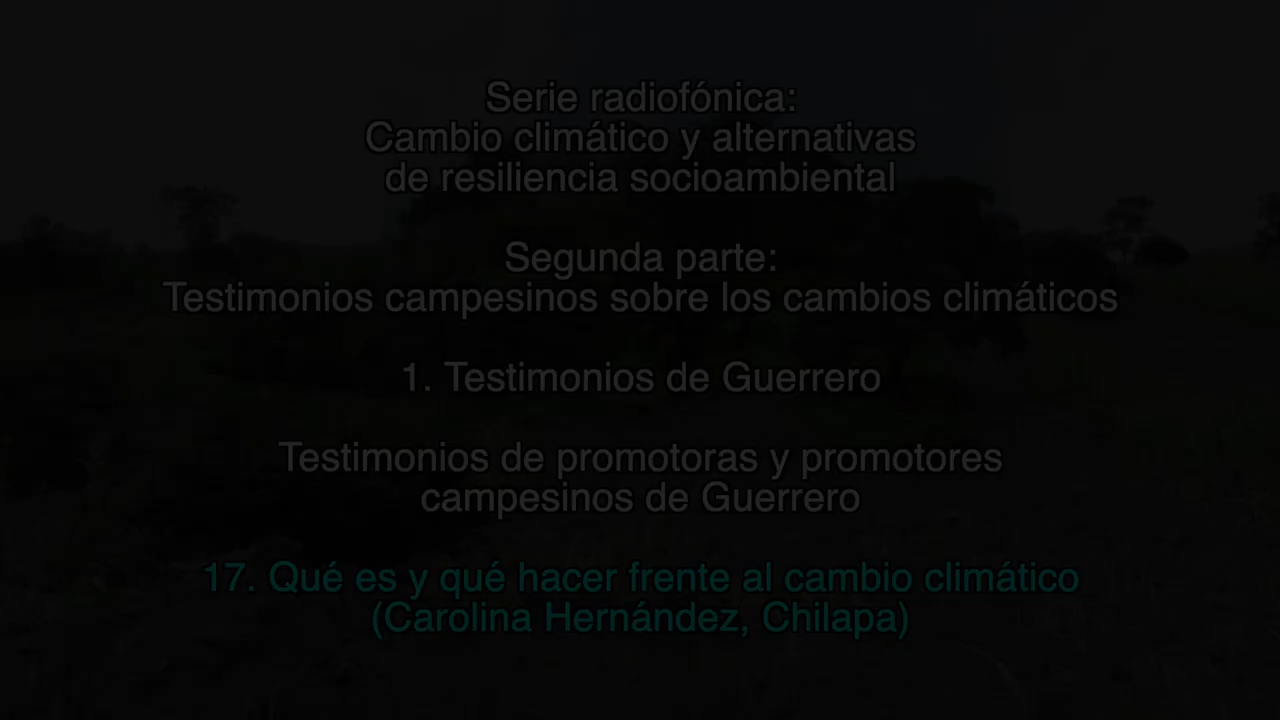 Serie radiofónica:
Cambio climático y alternativas
de resiliencia socioambiental
Segunda parte:
Testimonios campesinos sobre los cambios climáticos
1. Testimonios de Guerrero
Testimonios de promotoras y promotores
campesinos de Guerrero
17. Qué es y qué hacer frente al cambio climático
(Carolina Hernández, Chilapa)